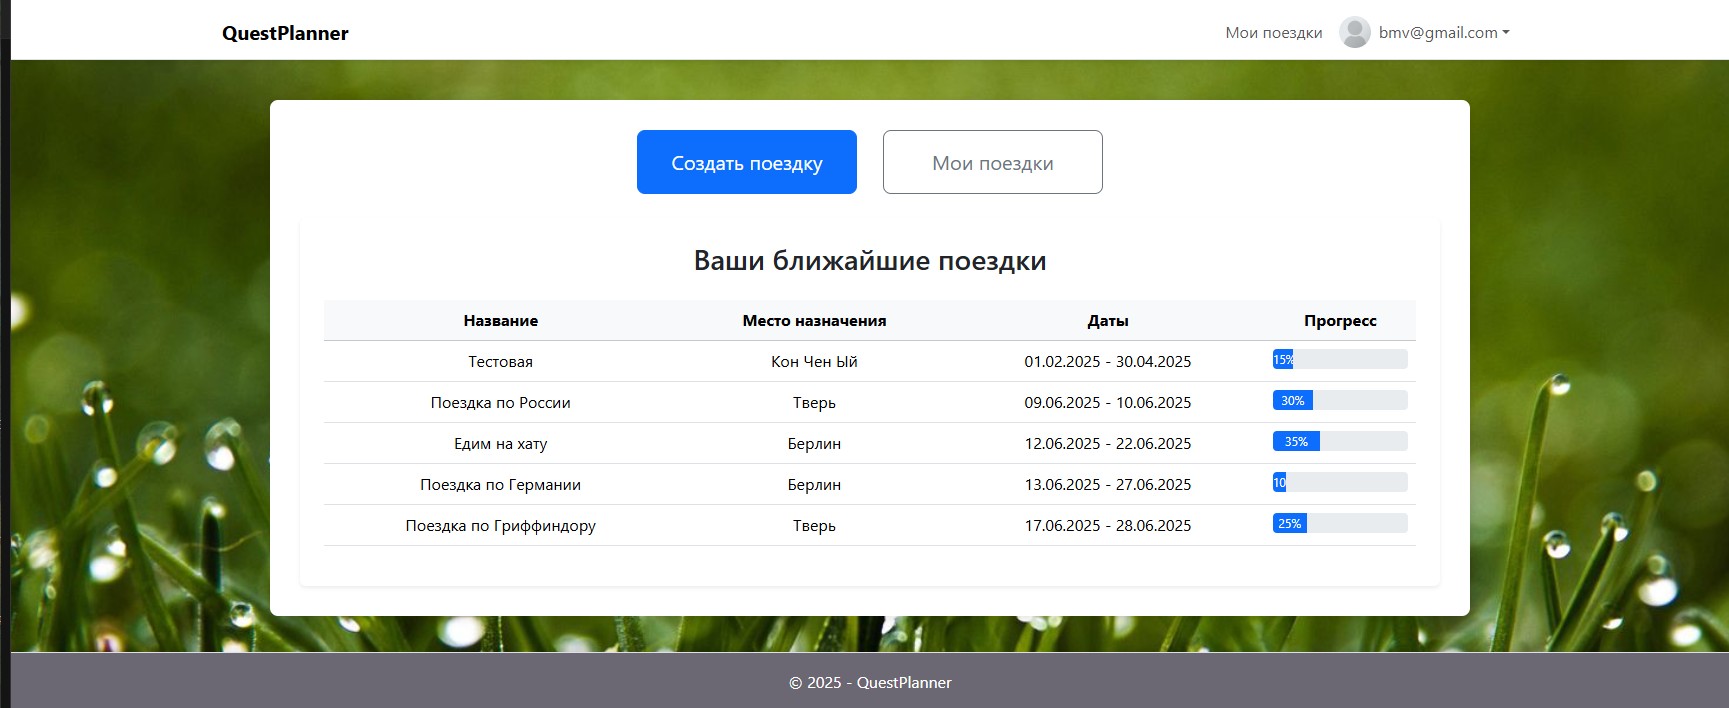 QuestPlanner Мои поездки bmv@gmail.com
Создать поездку Мои поездки
Ваши ближайшие поездки
Название Место назначения Даты Прогресс
Тестовая Кон Чен Ый 01.02.2025 - 30.04.2025 15%
Поездка по России Тверь 09.06.2025 - 10.06.2025 30%
Едим на хату Берлин 12.06.2025 - 22.06.2025 35%
Поездка по Германии Берлин 13.06.2025 - 27.06.2025 10
Поездка по Гриффиндору Тверь 17.06.2025 - 28.06.2025 25%
© 2025 - QuestPlanner